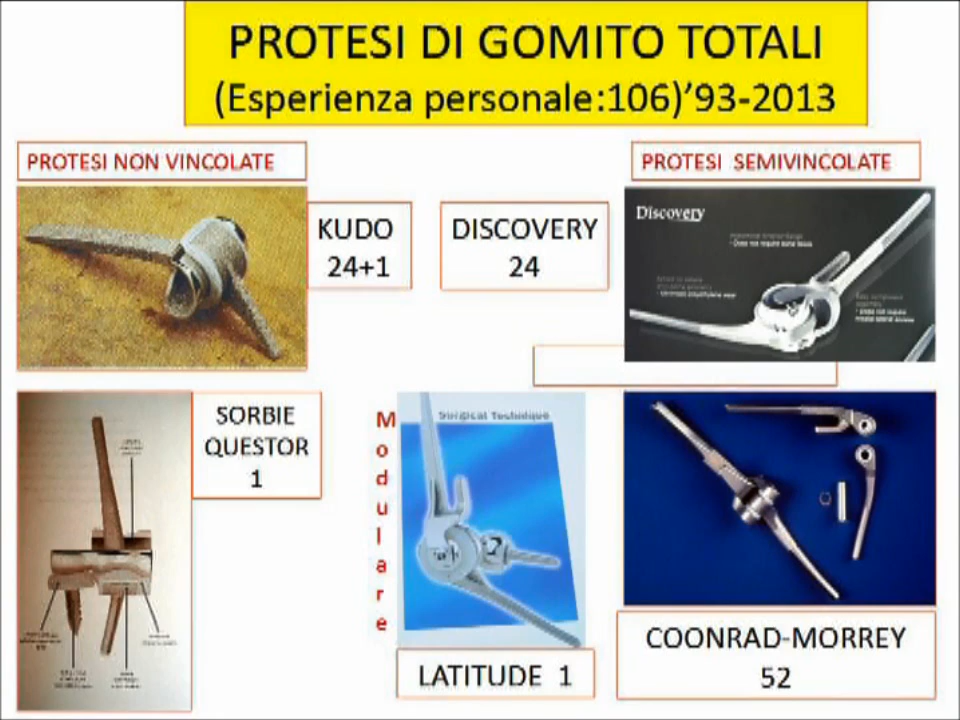 PROTESI DI GOMITO TOTALI
(Esperienza personale:106)'93-2013
PROTESI NON VINCOLATE
PROTESI SEMIVINCOLATE
KUDO
24+1
DISCOVERY
24
Discovery
SORBIE
QUESTOR
1
Modulare
Surgical Technique
LATITUDE 1
COONRAD-MORREY
52